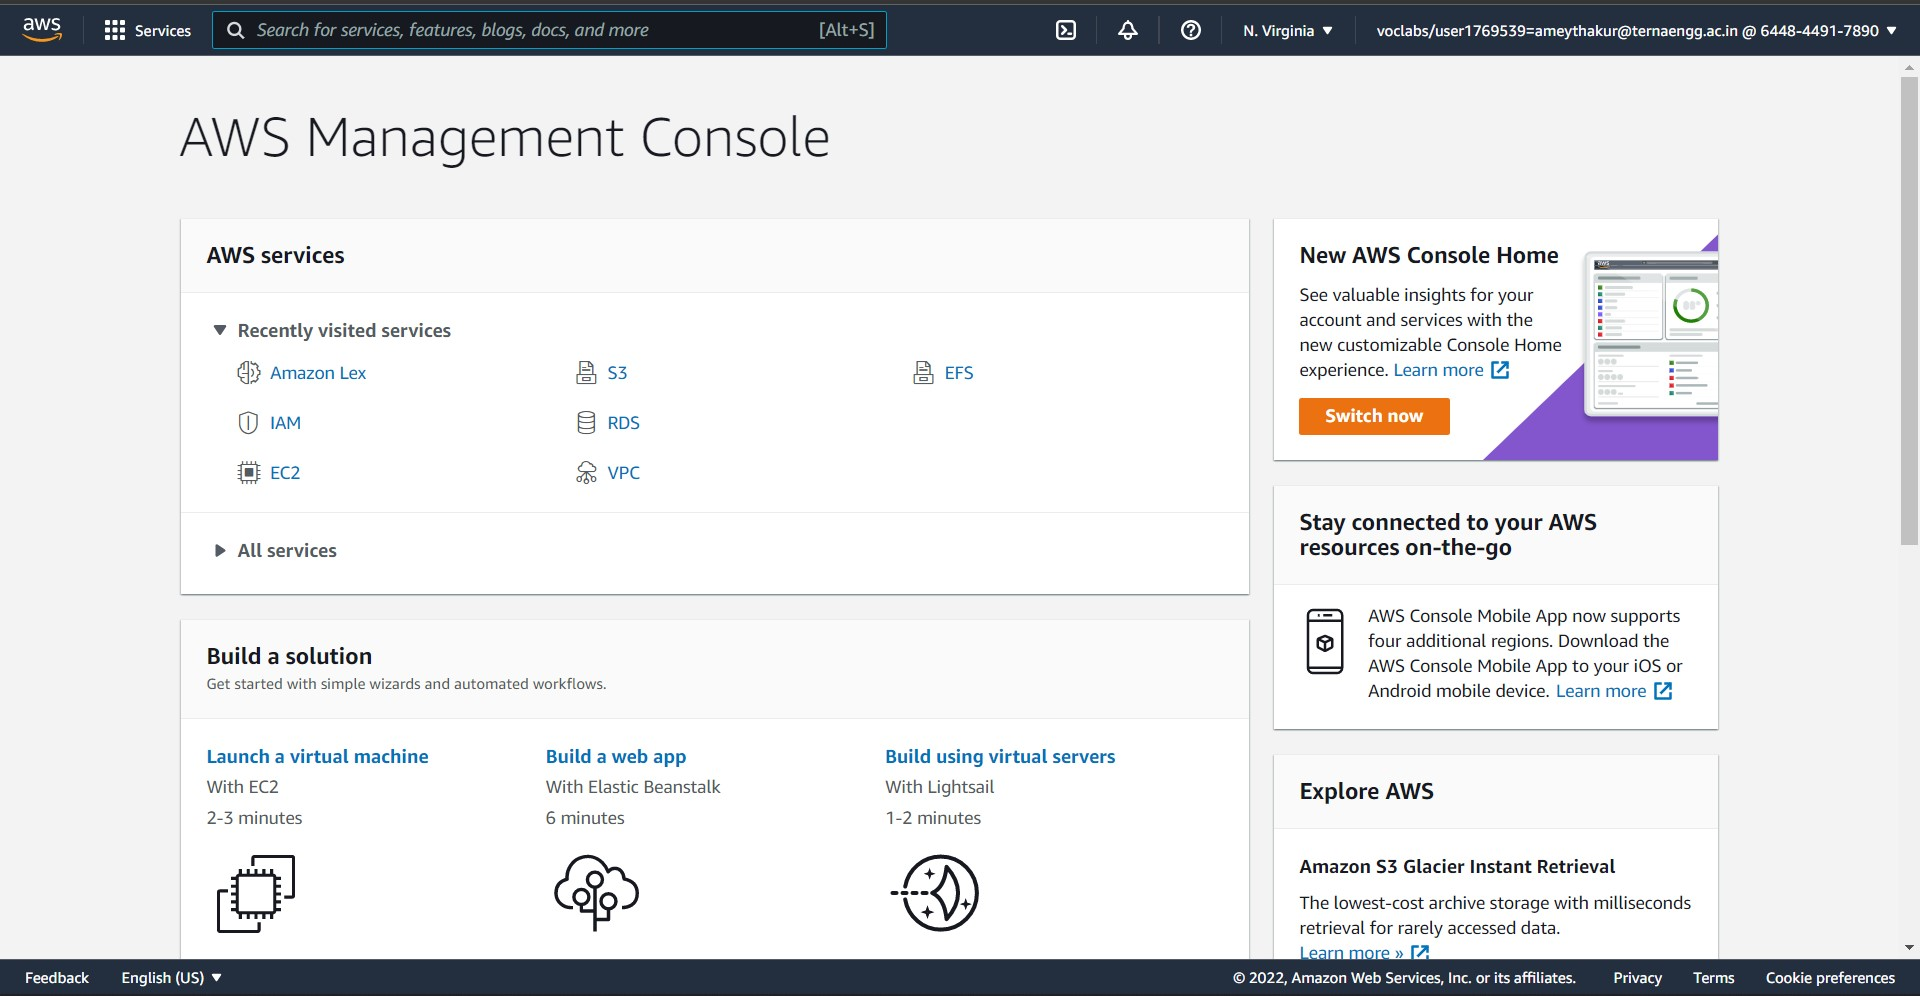 aws
Services
Search for services, features, blogs, docs, and more [Alt+S]
N. Virginia
voclabs/user1769539=ameythakur@ternaengg.ac.in @ 6448-4491-7890
AWS Management Console
AWS services
Recently visited services
Amazon Lex
S3
EFS
IAM
RDS
EC2
VPC
All services
Build a solution
Get started with simple wizards and automated workflows.
Launch a virtual machine
With EC2
2-3 minutes
Build a web app
With Elastic Beanstalk
6 minutes
Build using virtual servers
With Lightsail
1-2 minutes
New AWS Console Home
See valuable insights for your
account and services with the
new customizable Console Home
experience. Learn more
Switch now
aws
Stay connected to your AWS
resources on-the-go
AWS Console Mobile App now supports
four additional regions. Download the
AWS Console Mobile App to your iOS or
Android mobile device. Learn more
Explore AWS
Amazon S3 Glacier Instant Retrieval
The lowest-cost archive storage with milliseconds
retrieval for rarely accessed data.
Learn more »
Feedback
English (US)
© 2022, Amazon Web Services, Inc. or its affiliates.
Privacy
Terms
Cookie preferences